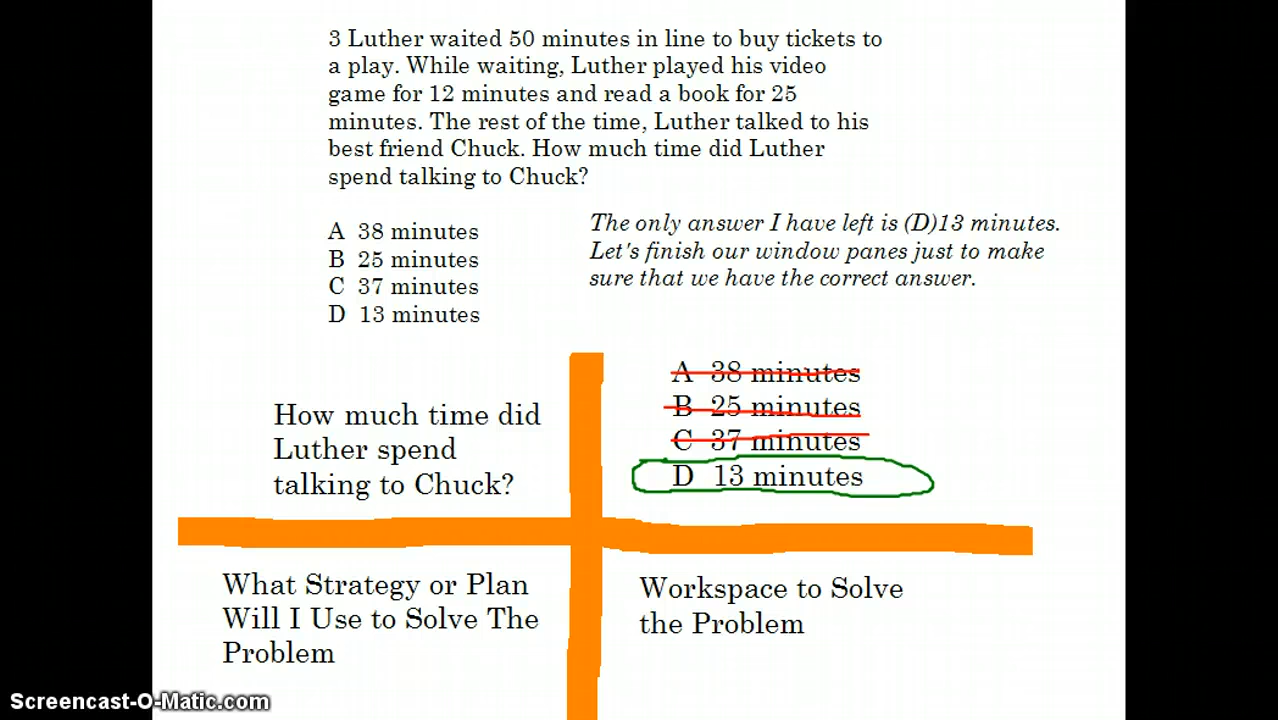 3 Luther waited 50 minutes in line to buy tickets to
a play. While waiting, Luther played his video
game for 12 minutes and read a book for 25
minutes. The rest of the time, Luther talked to his
best friend Chuck. How much time did Luther
spend talking to Chuck?
A 38 minutes
B 25 minutes
C 37 minutes
D 13 minutes
The only answer I have left is (D)13 minutes.
Let's finish our window panes just to make
sure that we have the correct answer.
How much time did
Luther spend
talking to Chuck?
A 38 minutes
B 25 minutes
C 37 minutes
D 13 minutes
What Strategy or Plan
Will I Use to Solve The
Problem
Workspace to Solve
the Problem
Screencast-O-Matic.com